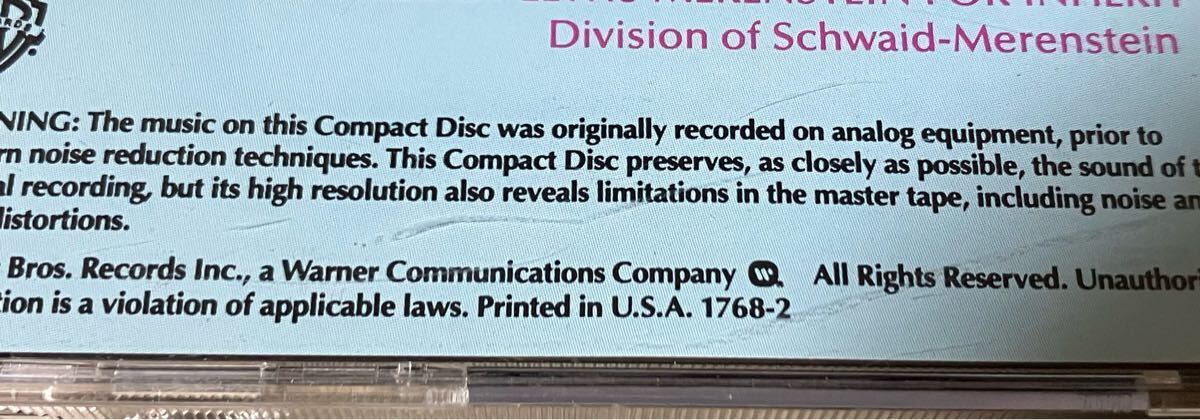 Division of Schwaid-Merenstein
NING: The music on this Compact Disc was originally recorded on analog equipment, prior to
rn noise reduction techniques. This Compact Disc preserves, as closely as possible, the sound of t
al recording, but its high resolution also reveals limitations in the master tape, including noise an
distortions.
Bros. Records Inc., a Warner Communications Company W. All Rights Reserved. Unauthor
tion is a violation of applicable laws. Printed in U.S.A. 1768-2